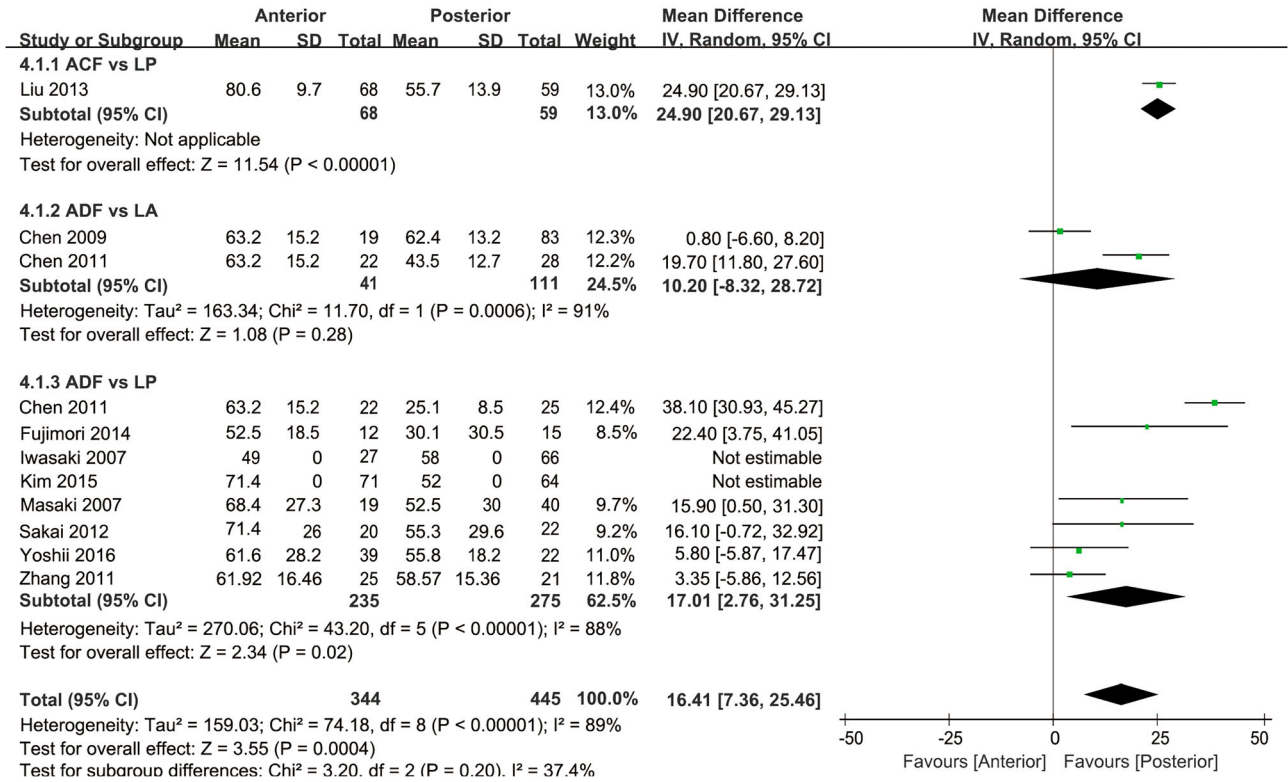 Anterior Posterior Mean Difference Mean Difference
Study or Subgroup Mean SD Total Mean SD Total Weight IV, Random, 95% CI IV, Random, 95% CI
4.1.1 ACF vs LP
Liu 2013 80.6 9.7 68 55.7 13.9 59 13.0% 24.90 [20.67, 29.13]
Subtotal (95% CI) 68 59 13.0% 24.90 [20.67, 29.13]
Heterogeneity: Not applicable
Test for overall effect: Z = 11.54 (P < 0.00001)
4.1.2 ADF vs LA
Chen 2009 63.2 15.2 19 62.4 13.2 83 12.3% 0.80 [-6.60, 8.20]
Chen 2011 63.2 15.2 22 43.5 12.7 28 12.2% 19.70 [11.80, 27.60]
Subtotal (95% CI) 41 111 24.5% 10.20 [-8.32, 28.72]
Heterogeneity: Tau² = 163.34; Chi² = 11.70, df = 1 (P = 0.0006); I² = 91%
Test for overall effect: Z = 1.08 (P = 0.28)
4.1.3 ADF vs LP
Chen 2011 63.2 15.2 22 25.1 8.5 25 12.4% 38.10 [30.93, 45.27]
Fujimori 2014 52.5 18.5 12 30.1 30.5 15 8.5% 22.40 [3.75, 41.05]
Iwasaki 2007 49 0 27 58 0 66 Not estimable
Kim 2015 71.4 0 71 52 0 64 Not estimable
Masaki 2007 68.4 27.3 19 52.5 30 40 9.7% 15.90 [0.50, 31.30]
Sakai 2012 71.4 26 20 55.3 29.6 22 9.2% 16.10 [-0.72, 32.92]
Yoshii 2016 61.6 28.2 39 55.8 18.2 22 11.0% 5.80 [-5.87, 17.47]
Zhang 2011 61.92 16.46 25 58.57 15.36 21 11.8% 3.35 [-5.86, 12.56]
Subtotal (95% CI) 235 275 62.5% 17.01 [2.76, 31.25]
Heterogeneity: Tau² = 270.06; Chi² = 43.20, df = 5 (P < 0.00001); I² = 88%
Test for overall effect: Z = 2.34 (P = 0.02)
Total (95% CI) 344 445 100.0% 16.41 [7.36, 25.46]
Heterogeneity: Tau² = 159.03; Chi² = 74.18, df = 8 (P < 0.00001); I² = 89%
Test for overall effect: Z = 3.55 (P = 0.0004)
Test for subgroup differences: Chi² = 3.20, df = 2 (P = 0.20), I² = 37.4%
-50 -25 0 25 50
Favours [Anterior] Favours [Posterior]